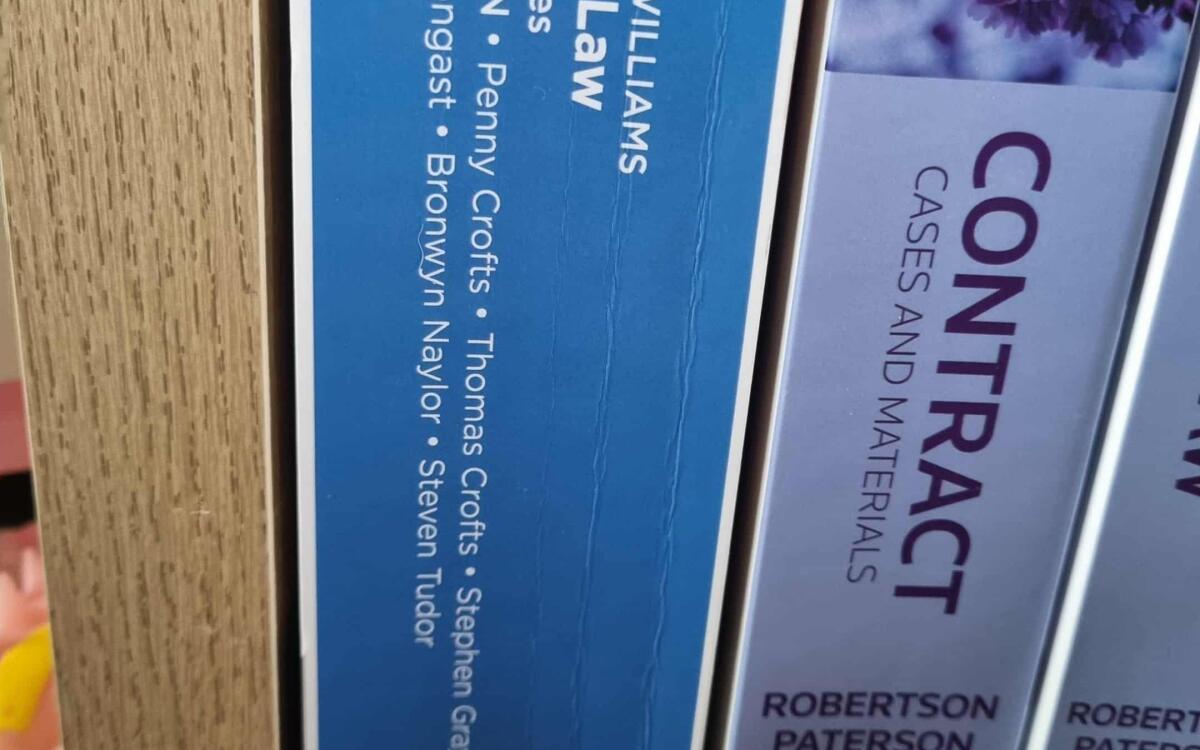 WILLIAMS
Law
es
N • Penny Crofts • Thomas Crofts • Stephen Gra
ngast • Bronwyn Naylor • Steven Tudor
CONTRACT
CASES AND MATERIALS
ROBERTSON
PATERSON
ROBERT